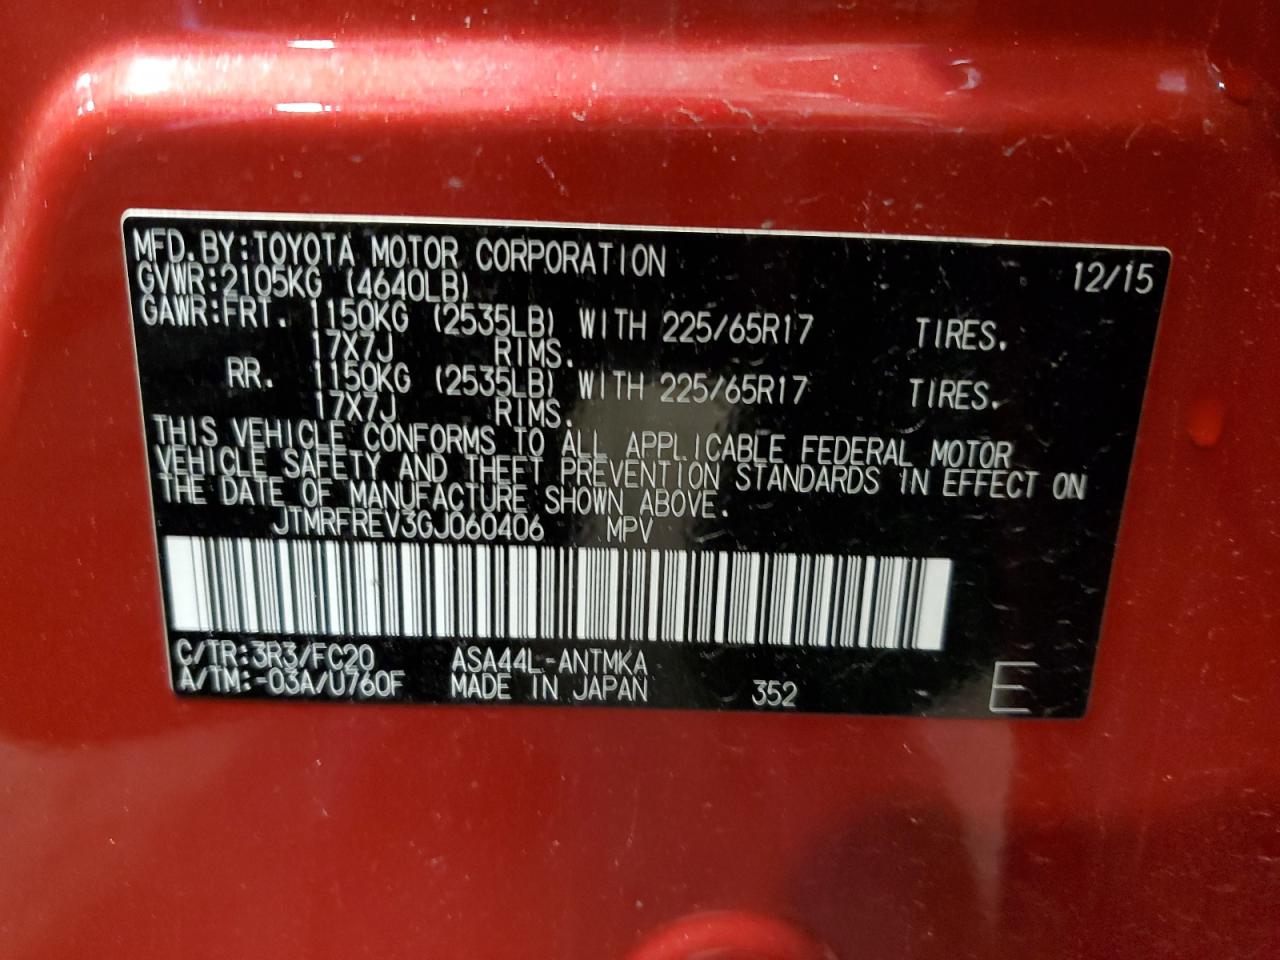 MFD.BY:TOYOTA MOTOR CORPORATION 12/15
GVWR:2105KG (4640LB)
GAWR:FRT. 1150KG (2535LB) WITH 225/65R17 TIRES.
17X7J RIMS.
RR. 1150KG (2535LB) WITH 225/65R17 TIRES.
17X7J RIMS.
THIS VEHICLE CONFORMS TO ALL APPLICABLE FEDERAL MOTOR
VEHICLE SAFETY AND THEFT PREVENTION STANDARDS IN EFFECT ON
THE DATE OF MANUFACTURE SHOWN ABOVE.
JTMRFREV3GJ060406 MPV
C/TR:3R3/FC20 ASA44L-ANTMKA
A/TM:-03A/U760F MADE IN JAPAN 352 E